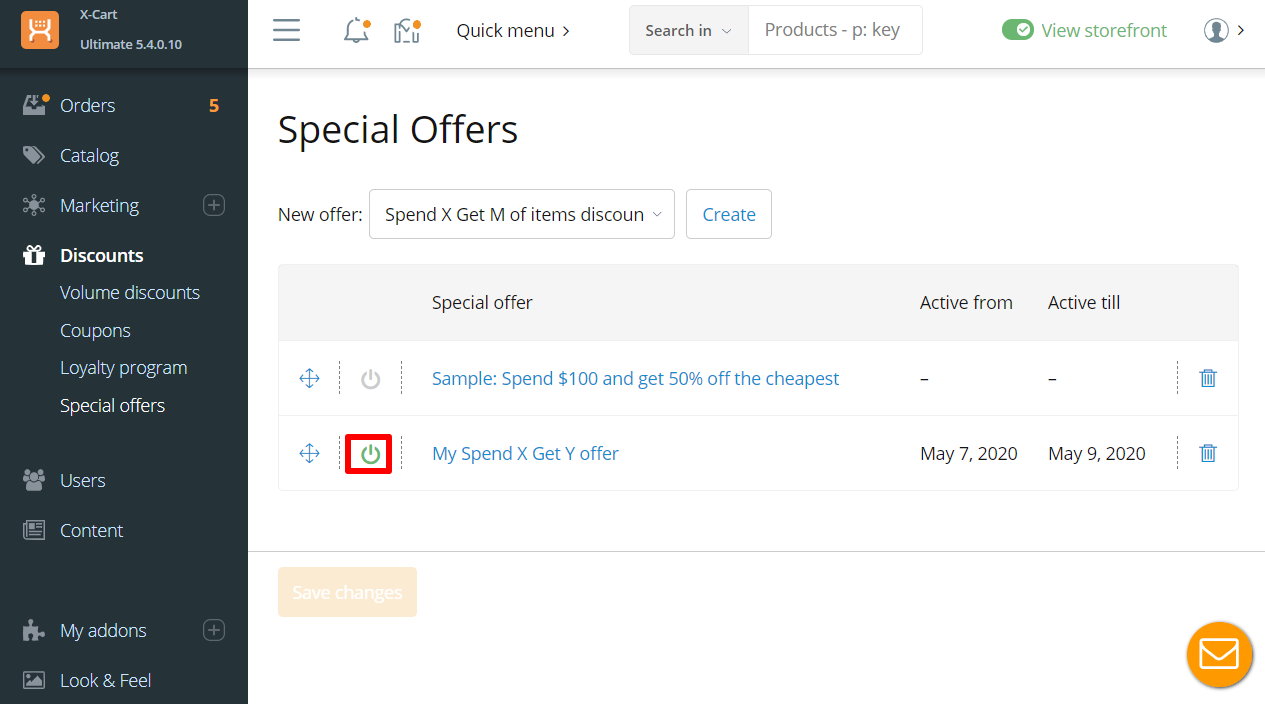 X-Cart
Ultimate 5.4.0.10
Quick menu
Search in
Products - p: key
View storefront
Orders 5
Catalog
Marketing
Discounts
Volume discounts
Coupons
Loyalty program
Special offers
Users
Content
My addons
Look & Feel
Special Offers
New offer: Spend X Get M of items discoun Create
Special offer Active from Active till
Sample: Spend $100 and get 50% off the cheapest – –
My Spend X Get Y offer May 7, 2020 May 9, 2020
Save changes